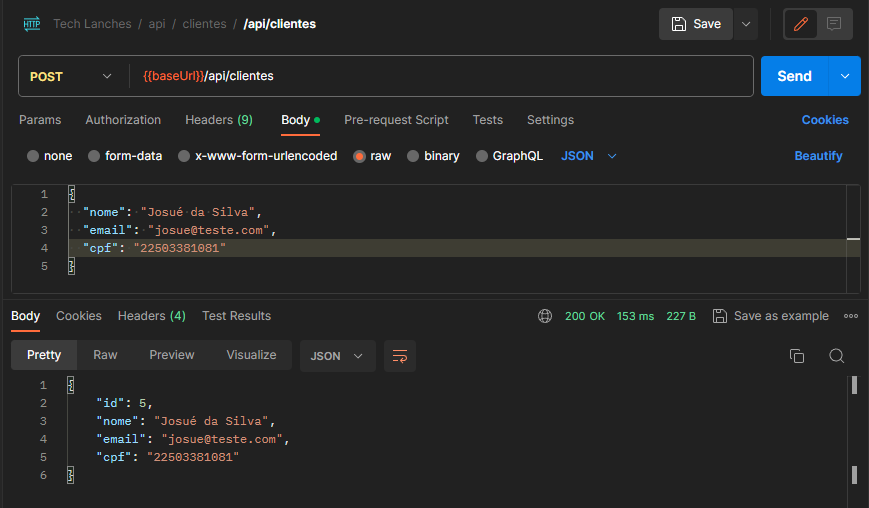 HTTP Tech Lanches / api / clientes / /api/clientes Save
POST {{baseUrl}}/api/clientes Send
Params Authorization Headers (9) Body Pre-request Script Tests Settings Cookies
none form-data x-www-form-urlencoded raw binary GraphQL JSON Beautify
1 {
2 "nome": "Josué da Silva",
3 "email": "josue@teste.com",
4 "cpf": "22503381081"
5 }
Body Cookies Headers (4) Test Results 200 OK 153 ms 227 B Save as example
Pretty Raw Preview Visualize JSON
1 {
2 "id": 5,
3 "nome": "Josué da Silva",
4 "email": "josue@teste.com",
5 "cpf": "22503381081"
6 }